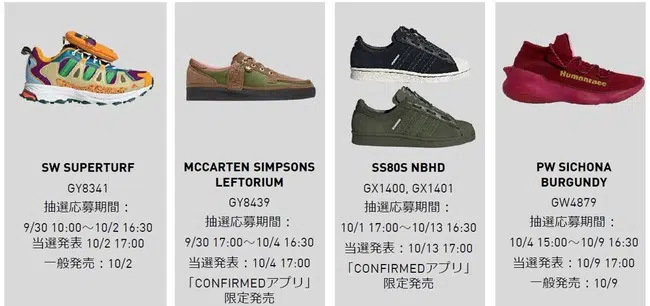 Humanrace
SW SUPERTURF
GY8341
抽選応募期間：
9/30 10:00～10/2 16:30
当選発表 10/2 17:00
一般発売：10/2
MCCARTEN SIMPSONS
LEFTORIUM
GY8439
抽選応募期間：
9/30 17:00～10/4 16:30
当選発表：10/4 17:00
「CONFIRMEDアプリ」
限定発売
SS80S NBHD
GX1400, GX1401
抽選応募期間：
10/1 17:00～10/13 16:30
当選発表：10/13 17:00
「CONFIRMEDアプリ」
限定発売
PW SICHONA
BURGUNDY
GW4879
抽選応募期間：
10/4 15:00～10/9 16:30
当選発表：10/9 17:00
一般発売：10/9